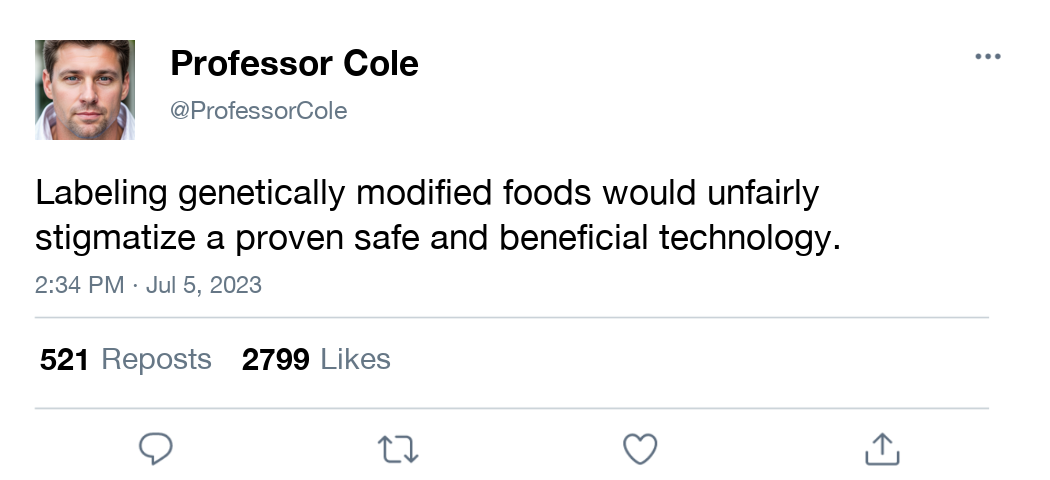 Professor Cole
@ProfessorCole
Labeling genetically modified foods would unfairly
stigmatize a proven safe and beneficial technology.
2:34 PM · Jul 5, 2023
521 Reposts 2799 Likes